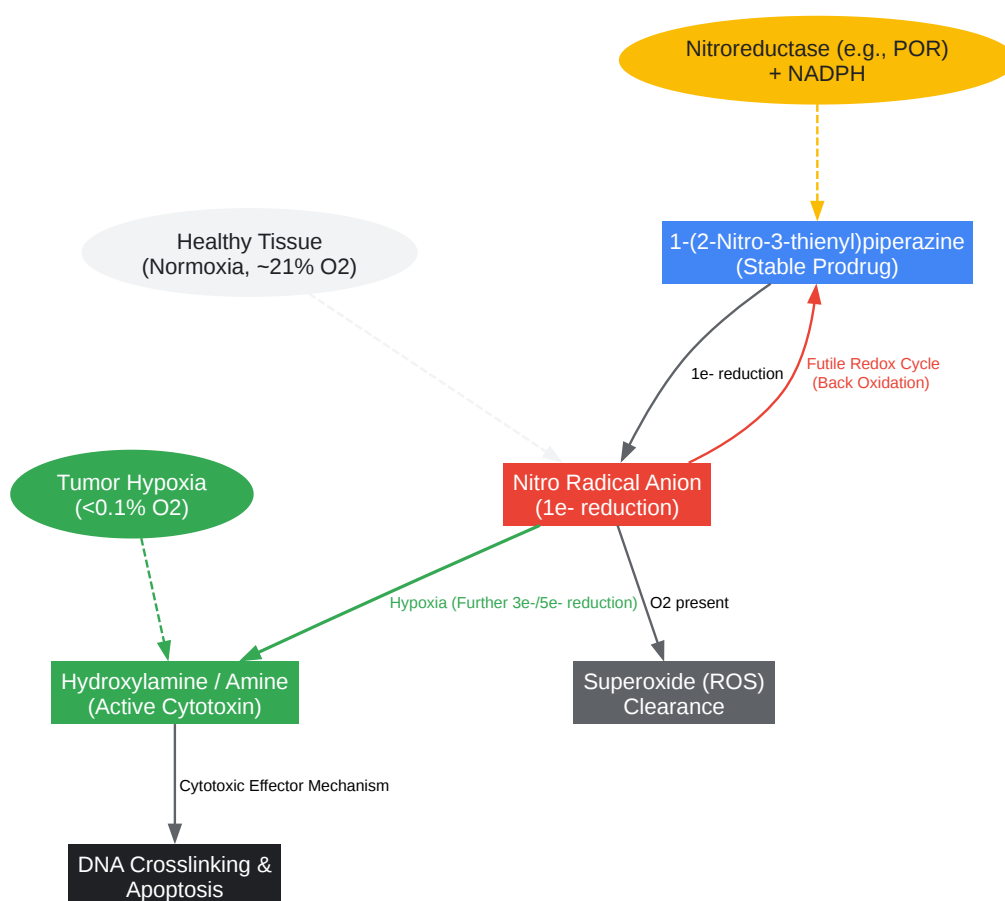 Nitroreductase (e.g., POR)
+ NADPH
Healthy Tissue
(Normoxia, ~21% O2)
1-(2-Nitro-3-thienyl)piperazine
(Stable Prodrug)
1e- reduction
Futile Redox Cycle
(Back Oxidation)
Tumor Hypoxia
(<0.1% O2)
Nitro Radical Anion
(1e- reduction)
Hypoxia (Further 3e-/5e- reduction)
O2 present
Hydroxylamine / Amine
(Active Cytotoxin)
Superoxide (ROS)
Clearance
Cytotoxic Effector Mechanism
DNA Crosslinking &
Apoptosis